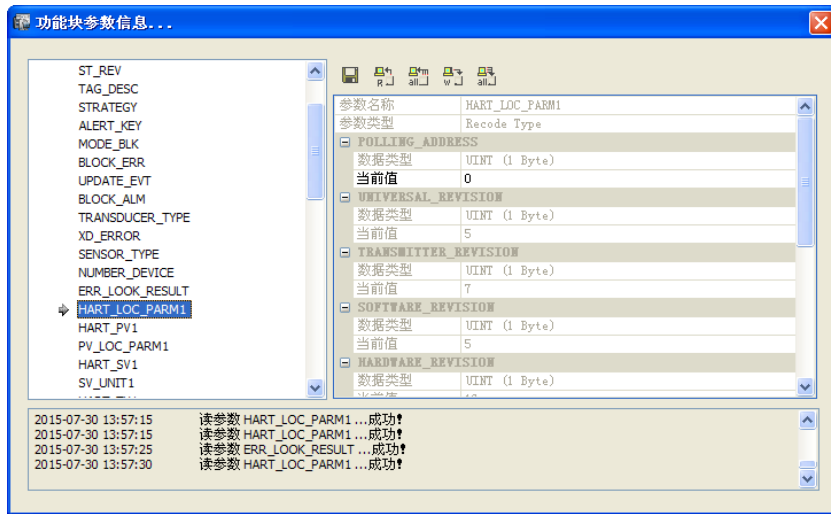 功能块参数信息...
ST_REV
TAG_DESC
STRATEGY
ALERT_KEY
MODE_BLK
BLOCK_ERR
UPDATE_EVT
BLOCK_ALM
TRANSDUCER_TYPE
XD_ERROR
SENSOR_TYPE
NUMBER_DEVICE
ERR_LOOK_RESULT
HART_LOC_PARM1
HART_PV1
PV_LOC_PARM1
HART_SV1
SV_UNIT1
R all W all
参数名称 HART_LOC_PARM1
参数类型 Recode Type
POLLING_ADDRESS
数据类型 UINT (1 Byte)
当前值 0
UNIVERSAL_REVISION
数据类型 UINT (1 Byte)
当前值 5
TRANSMITTER_REVISION
数据类型 UINT (1 Byte)
当前值 7
SOFTWARE_REVISION
数据类型 UINT (1 Byte)
当前值 5
HARDWARE_REVISION
数据类型 UINT (1 Byte)
2015-07-30 13:57:15 读参数 HART_LOC_PARM1 ...成功!
2015-07-30 13:57:15 读参数 HART_LOC_PARM1 ...成功!
2015-07-30 13:57:25 读参数 ERR_LOOK_RESULT ...成功!
2015-07-30 13:57:30 读参数 HART_LOC_PARM1 ...成功!